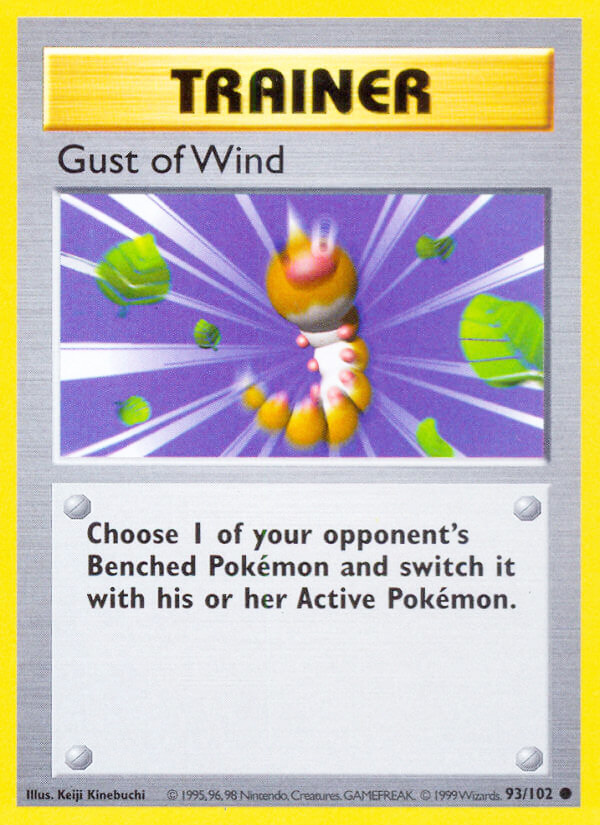 TRAINER
Gust of Wind
Choose 1 of your opponent's
Benched Pokémon and switch it
with his or her Active Pokémon.
Illus. Keiji Kinebuchi © 1995, 96, 98 Nintendo, Creatures, GAMEFREAK. © 1999 Wizards. 93/102 ●